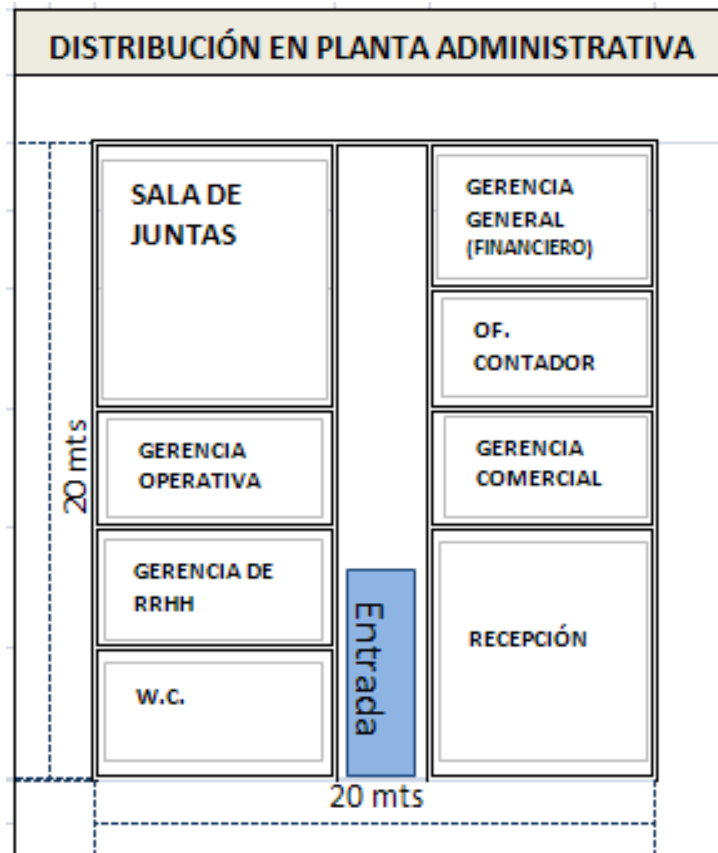 DISTRIBUCIÓN EN PLANTA ADMINISTRATIVA
SALA DE
JUNTAS
GERENCIA
GENERAL
(FINANCIERO)
OF.
CONTADOR
GERENCIA
OPERATIVA
GERENCIA
COMERCIAL
20 mts
GERENCIA DE
RRHH
Entrada
RECEPCIÓN
W.C.
20 mts